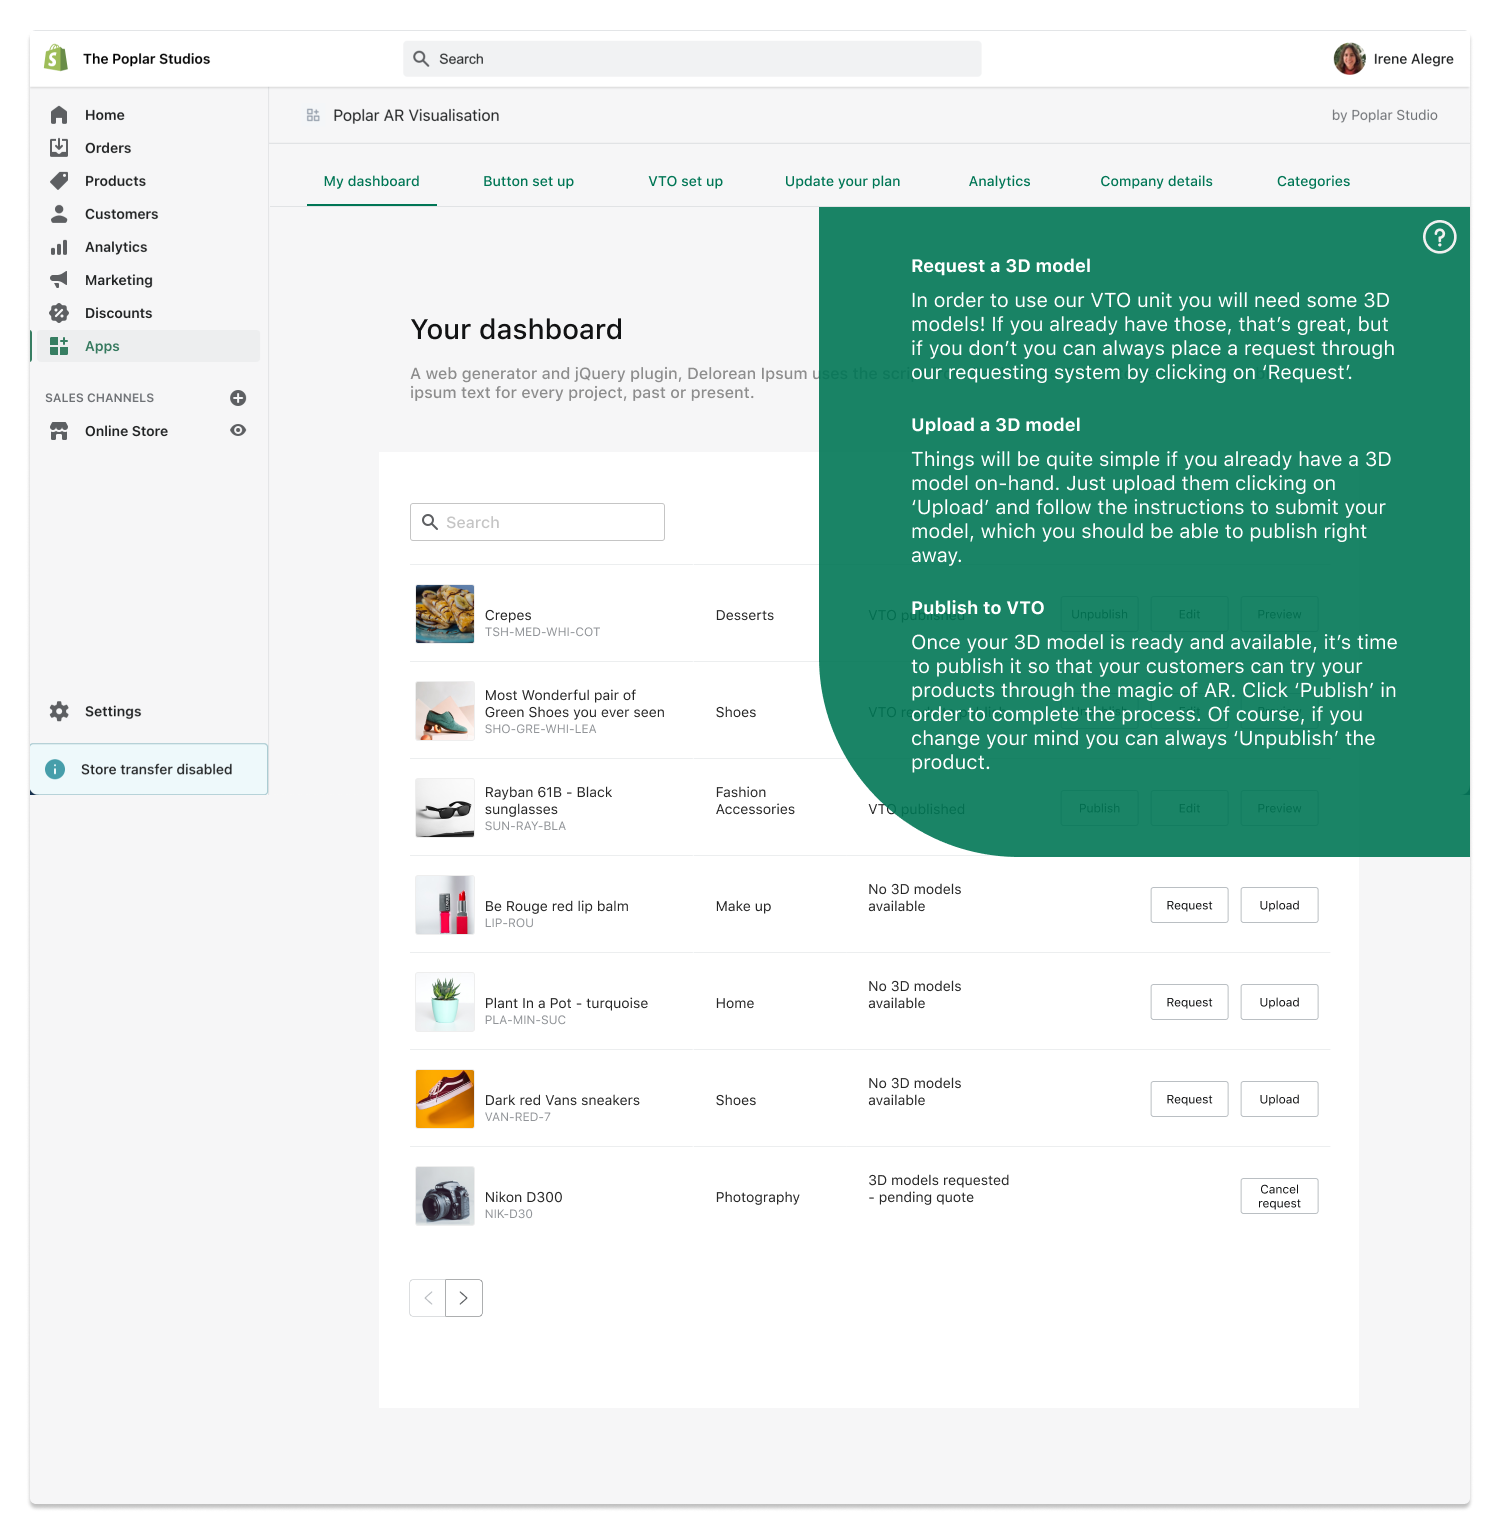 The Poplar Studios
Search
Irene Alegre
Home
Orders
Products
Customers
Analytics
Marketing
Discounts
Apps
SALES CHANNELS
Online Store
Settings
Store transfer disabled
Poplar AR Visualisation
by Poplar Studio
My dashboard
Button set up
VTO set up
Update your plan
Analytics
Company details
Categories
Your dashboard
A web generator and jQuery plugin, Delorean Ipsum uses the scri
ipsum text for every project, past or present.
Request a 3D model
In order to use our VTO unit you will need some 3D
models! If you already have those, that’s great, but
if you don’t you can always place a request through
our requesting system by clicking on ‘Request’.
Upload a 3D model
Things will be quite simple if you already have a 3D
model on-hand. Just upload them clicking on
‘Upload’ and follow the instructions to submit your
model, which you should be able to publish right
away.
Publish to VTO
Once your 3D model is ready and available, it’s time
to publish it so that your customers can try your
products through the magic of AR. Click ‘Publish’ in
order to complete the process. Of course, if you
change your mind you can always ‘Unpublish’ the
product.
Search
Crepes
TSH-MED-WHI-COT
Desserts
VTO published
Unpublish
Edit
Preview
Most Wonderful pair of
Green Shoes you ever seen
SHO-GRE-WHI-LEA
Shoes
VTO
Rayban 61B - Black
sunglasses
SUN-RAY-BLA
Fashion
Accessories
VTO published
Publish
Edit
Preview
Be Rouge red lip balm
LIP-ROU
Make up
No 3D models
available
Request
Upload
Plant In a Pot - turquoise
PLA-MIN-SUC
Home
No 3D models
available
Request
Upload
Dark red Vans sneakers
VAN-RED-7
Shoes
No 3D models
available
Request
Upload
Nikon D300
NIK-D30
Photography
3D models requested
- pending quote
Cancel
request